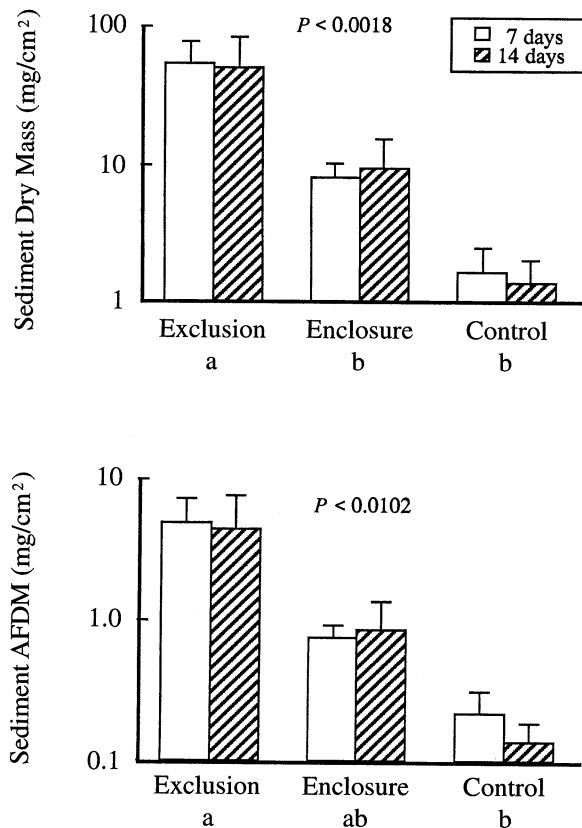 Sediment Dry Mass (mg/cm²)
100
10
1
P < 0.0018
7 days
14 days
Exclusion Enclosure Control
a b b
Sediment AFDM (mg/cm²)
10
1.0
0.1
P < 0.0102
Exclusion Enclosure Control
a ab b